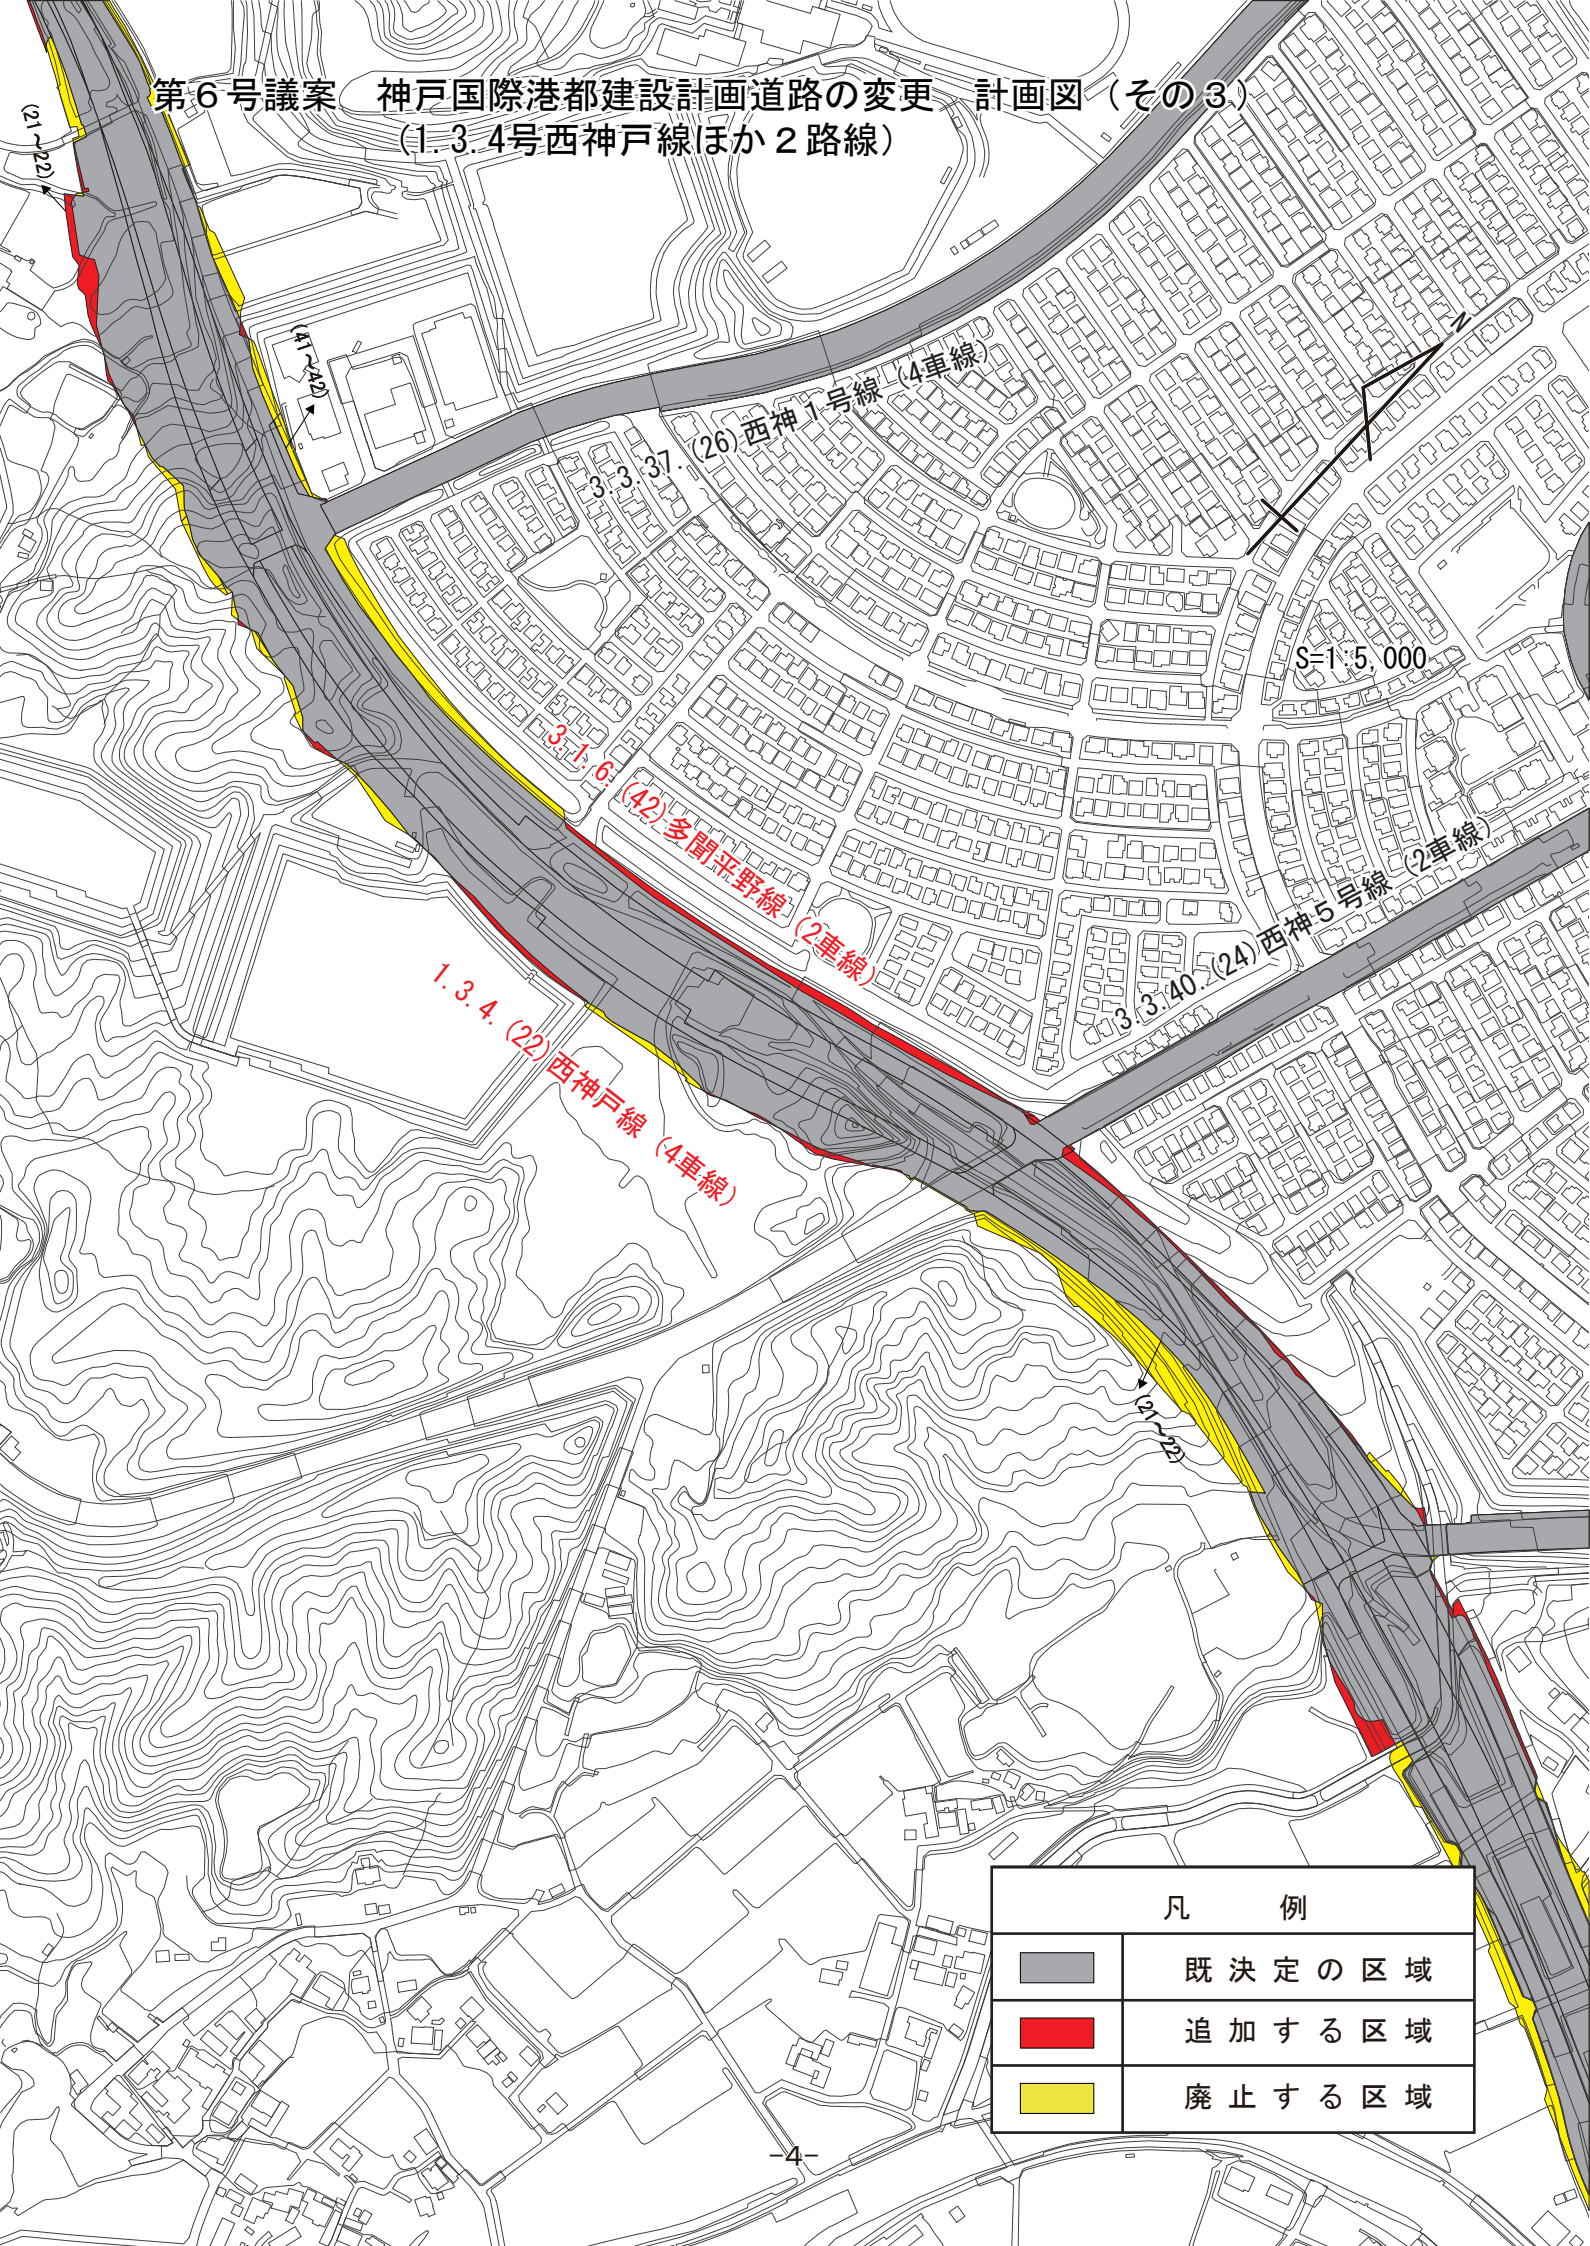 第６号議案　神戸国際港都建設計画道路の変更　計画図（その３）
（1.3.4号西神戸線ほか２路線）
(21～22)
(41～42)
N
3.3.37.(26)西神１号線（4車線）
S=1:5,000
3.1.6.(42)多聞平野線（2車線）
3.3.40.(24)西神５号線（2車線）
1.3.4.(22)西神戸線（4車線）
(21～22)
凡　例
既決定の区域
追加する区域
廃止する区域
-4-